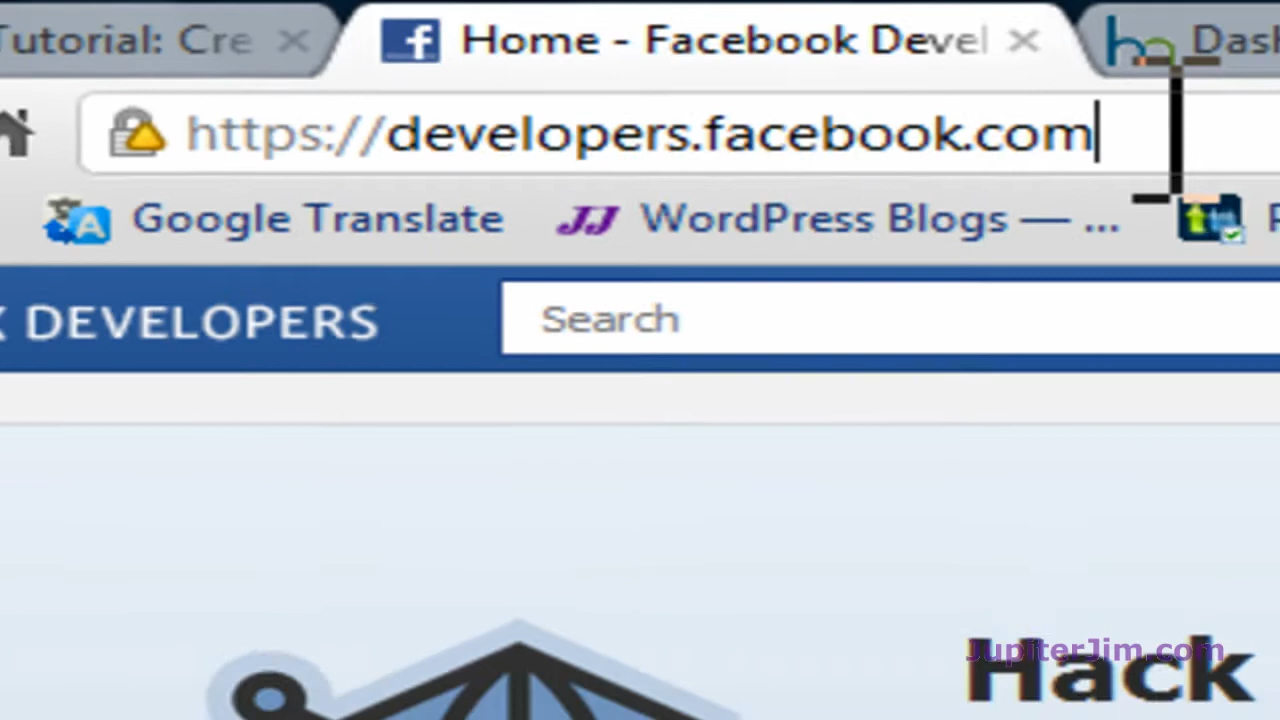 Tutorial: Cre
Home - Facebook Devel
Dash
https://developers.facebook.com
Google Translate
WordPress Blogs — ...
DEVELOPERS
Search
Hack
JupiterJim.com